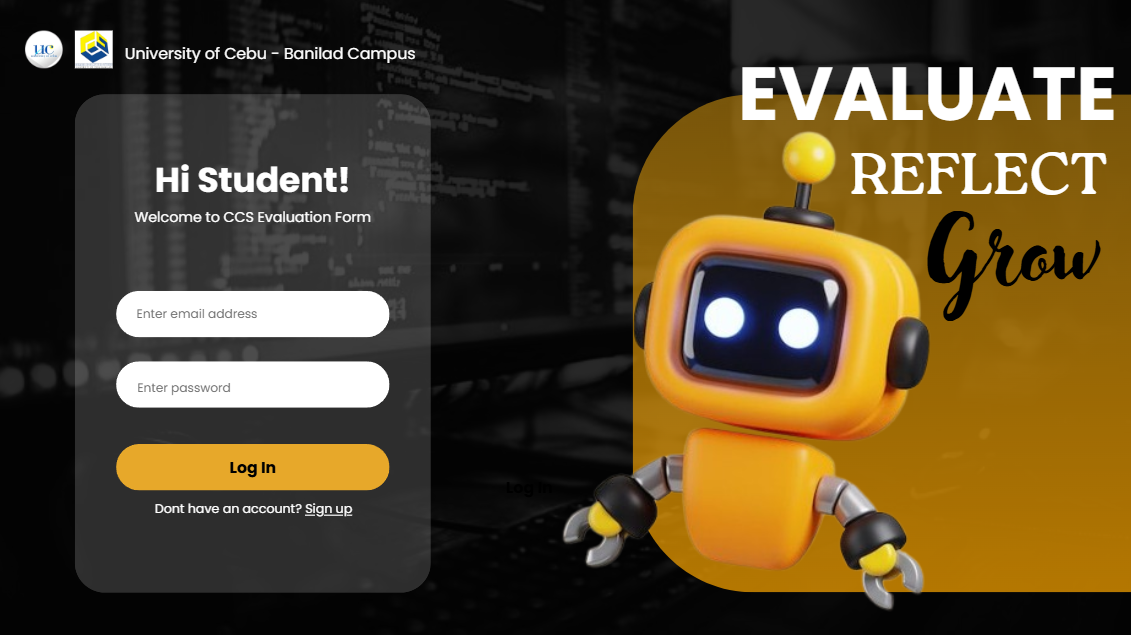 uc
University of Cebu - Banilad Campus
Hi Student!
Welcome to CCS Evaluation Form
Enter email address
Enter password
Log In
Dont have an account? Sign up
Log In
EVALUATE
REFLECT
Grow